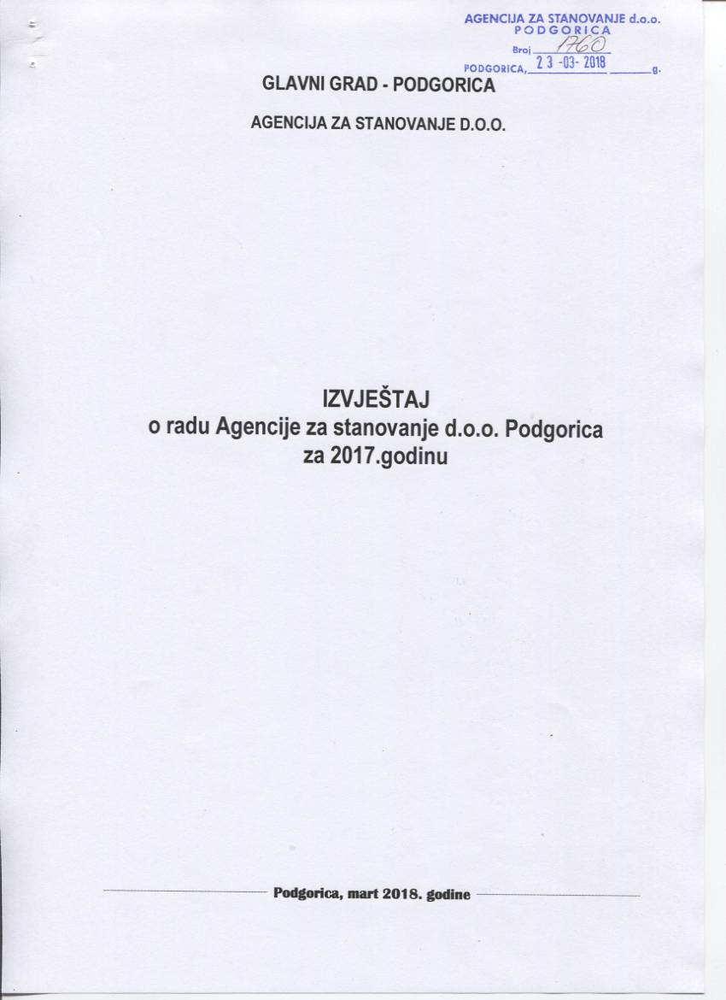 AGENCIJA ZA STANOVANJE d.o.o.
PODGORICA
Broj 1760
PODGORICA, 23 -03- 2018 g.
GLAVNI GRAD - PODGORICA
AGENCIJA ZA STANOVANJE D.O.O.
IZVJEŠTAJ
o radu Agencije za stanovanje d.o.o. Podgorica
za 2017.godinu
Podgorica, mart 2018. godine